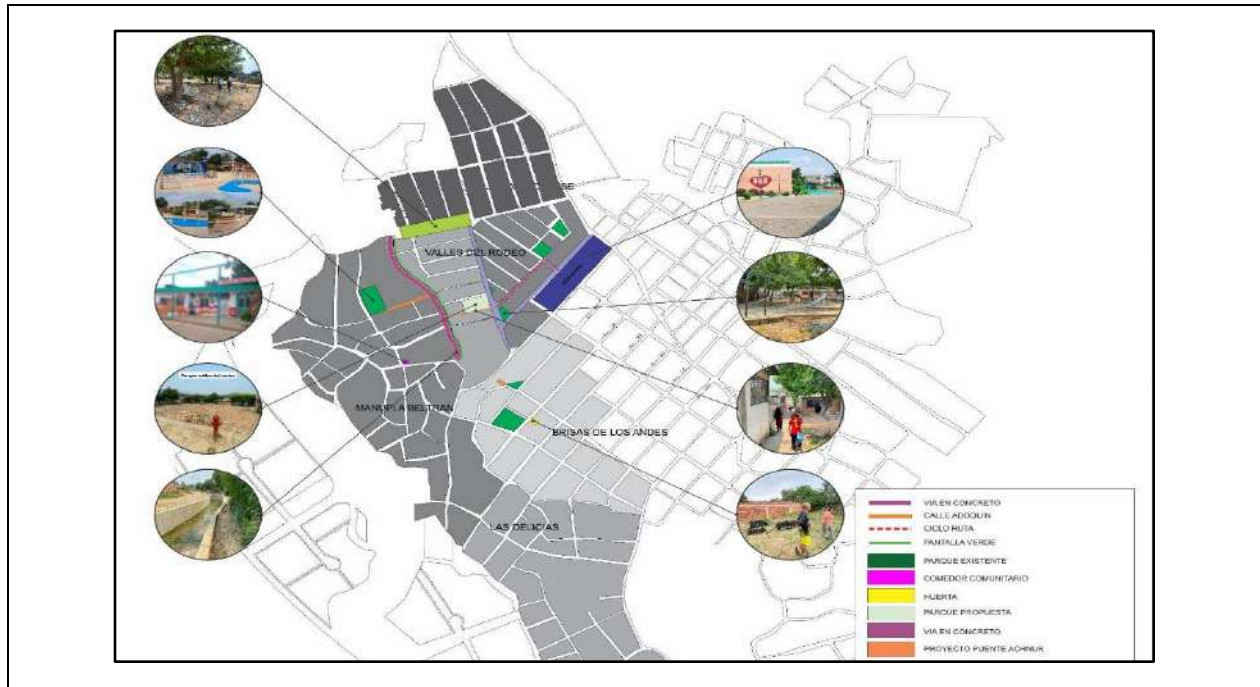 VALLES DEL RODEO
MANUELA BELTRAN
BRISAS DE LOS ANDES
LAS DELICIAS
VIA EN CONCRETO
CALLE ADOQUIN
CICLO RUTA
PANTALLA VERDE
PARQUE EXISTENTE
COMEDOR COMUNITARIO
HUERTA
PARQUE PROPUESTA
VIA EN CONCRETO
PROYECTO PUENTE ACHNUR